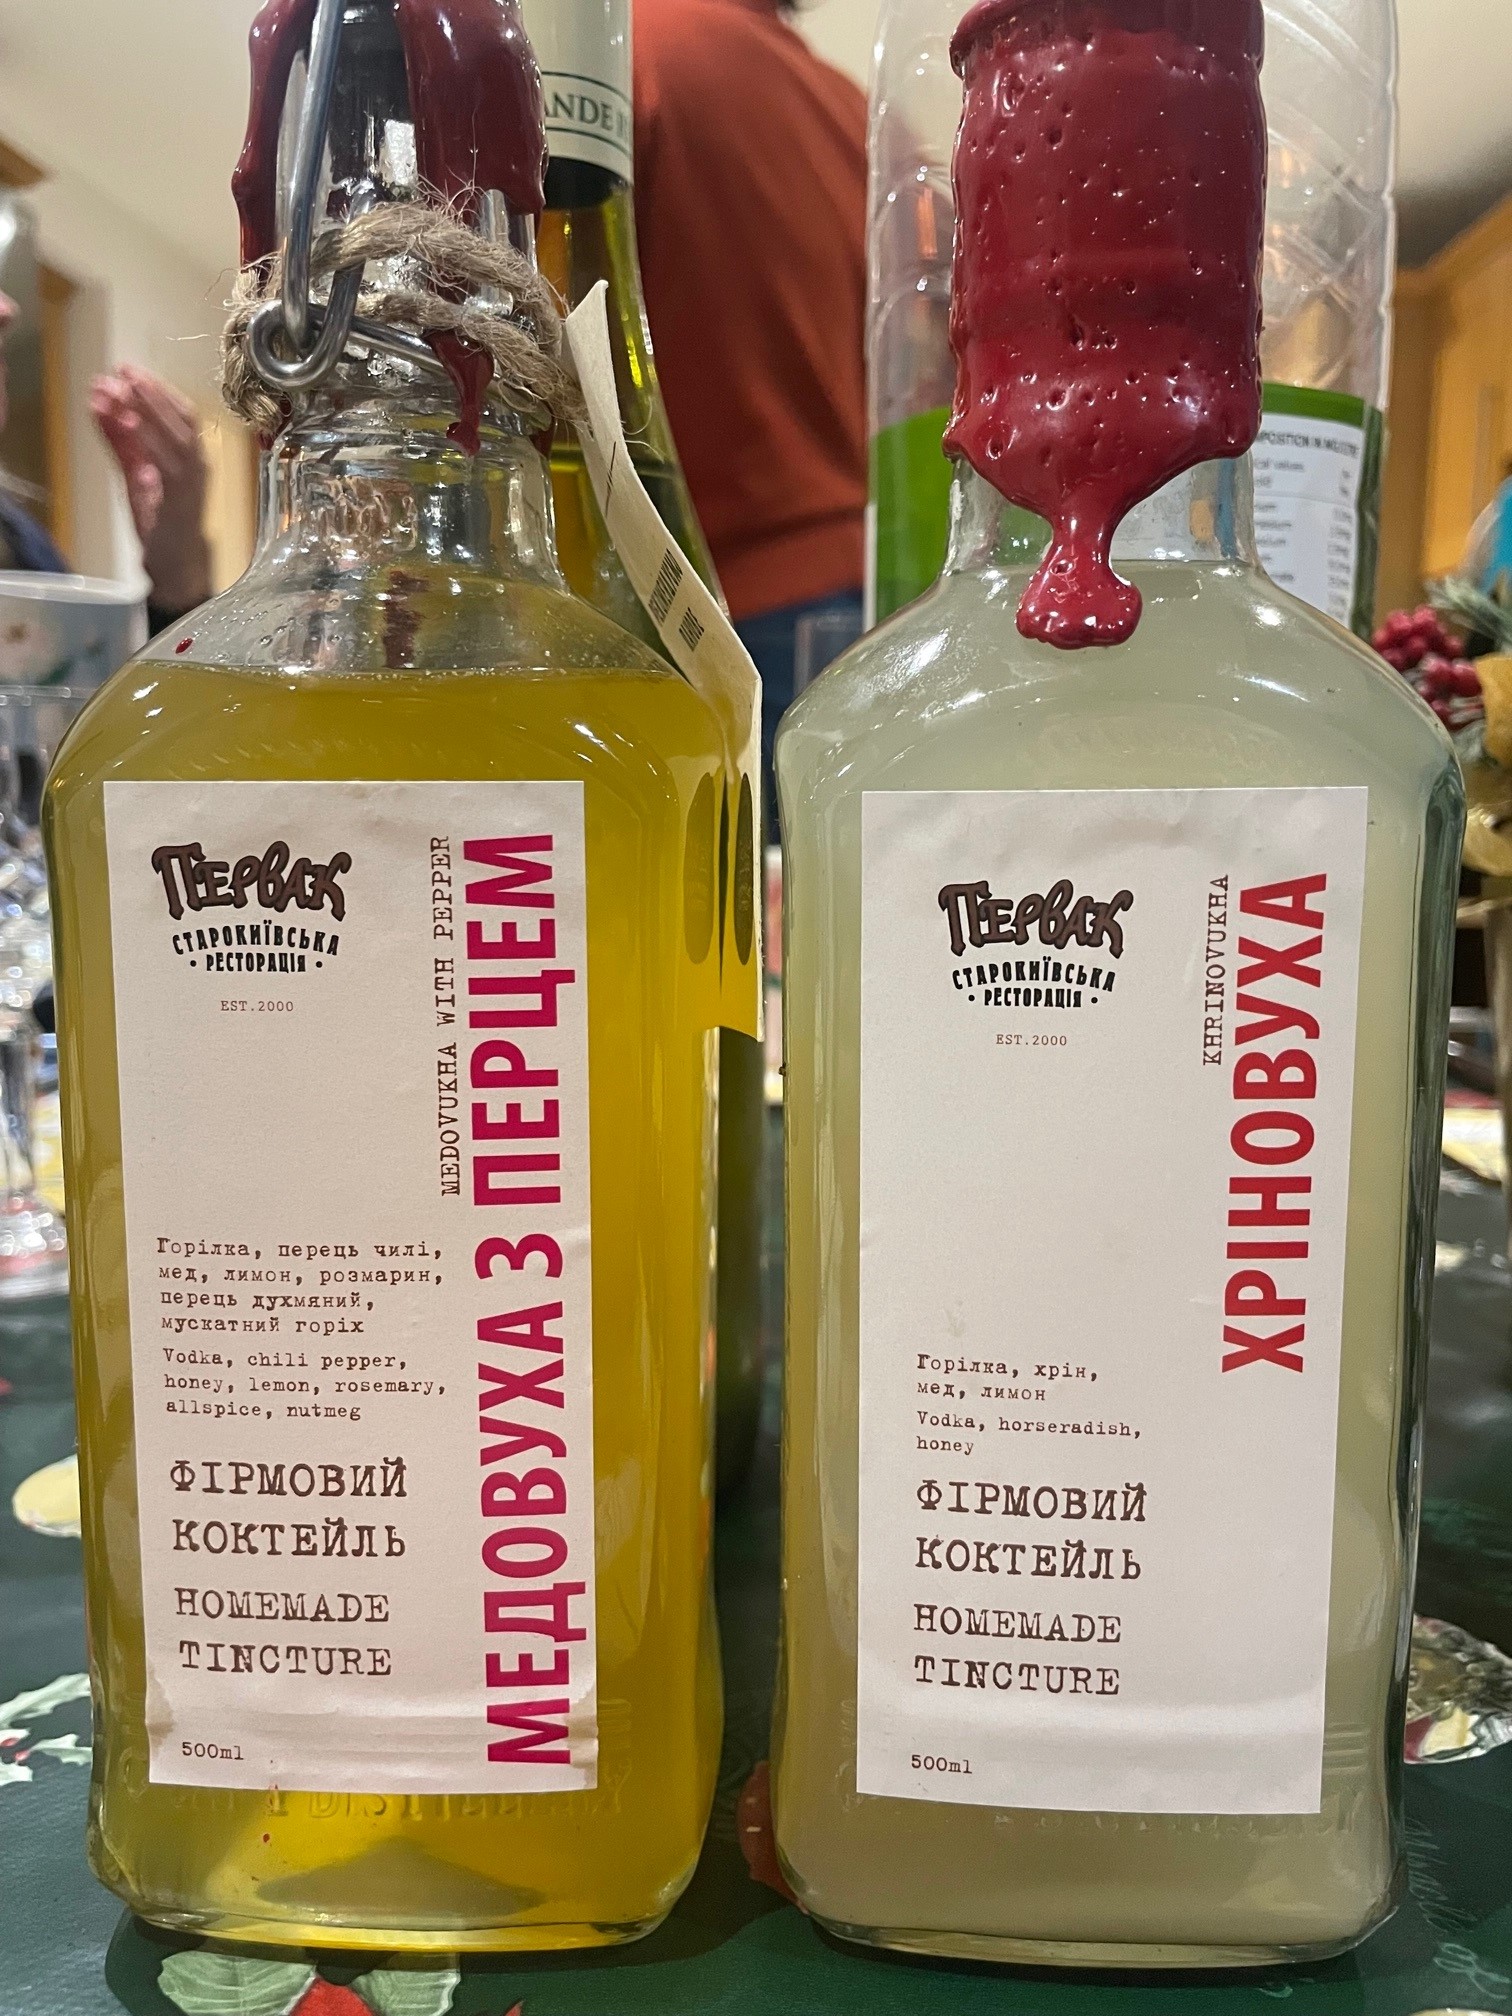 Первак
СТАРОКИЇВСЬКА
• РЕСТОРАЦІЯ •
EST.2000
MEDOVUKHA WITH PEPPER
МЕДОВУХА З ПЕРЦЕМ
Горілка, перець чилі,
мед, лимон, розмарин,
перець духмяний,
мускатний горіх
Vodka, chili pepper,
honey, lemon, rosemary,
allspice, nutmeg
ФІРМОВИЙ
КОКТЕЙЛЬ
HOMEMADE
TINCTURE
500ml
Первак
СТАРОКИЇВСЬКА
• РЕСТОРАЦІЯ •
EST.2000
KHRINOVUKHA
ХРІНОВУХА
Горілка, хрін,
мед, лимон
Vodka, horseradish,
honey
ФІРМОВИЙ
КОКТЕЙЛЬ
HOMEMADE
TINCTURE
500ml